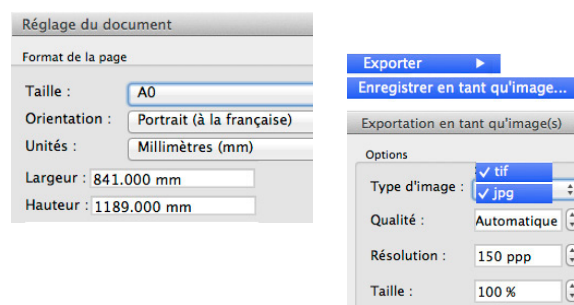 Réglage du document
Format de la page
Taille : A0
Orientation : Portrait (à la française)
Unités : Millimètres (mm)
Largeur : 841.000 mm
Hauteur : 1189.000 mm
Exporter
Enregistrer en tant qu'image...
Exportation en tant qu'image(s)
Options
✓ tif
Type d'image : ✓ jpg
Qualité : Automatique
Résolution : 150 ppp
Taille : 100 %